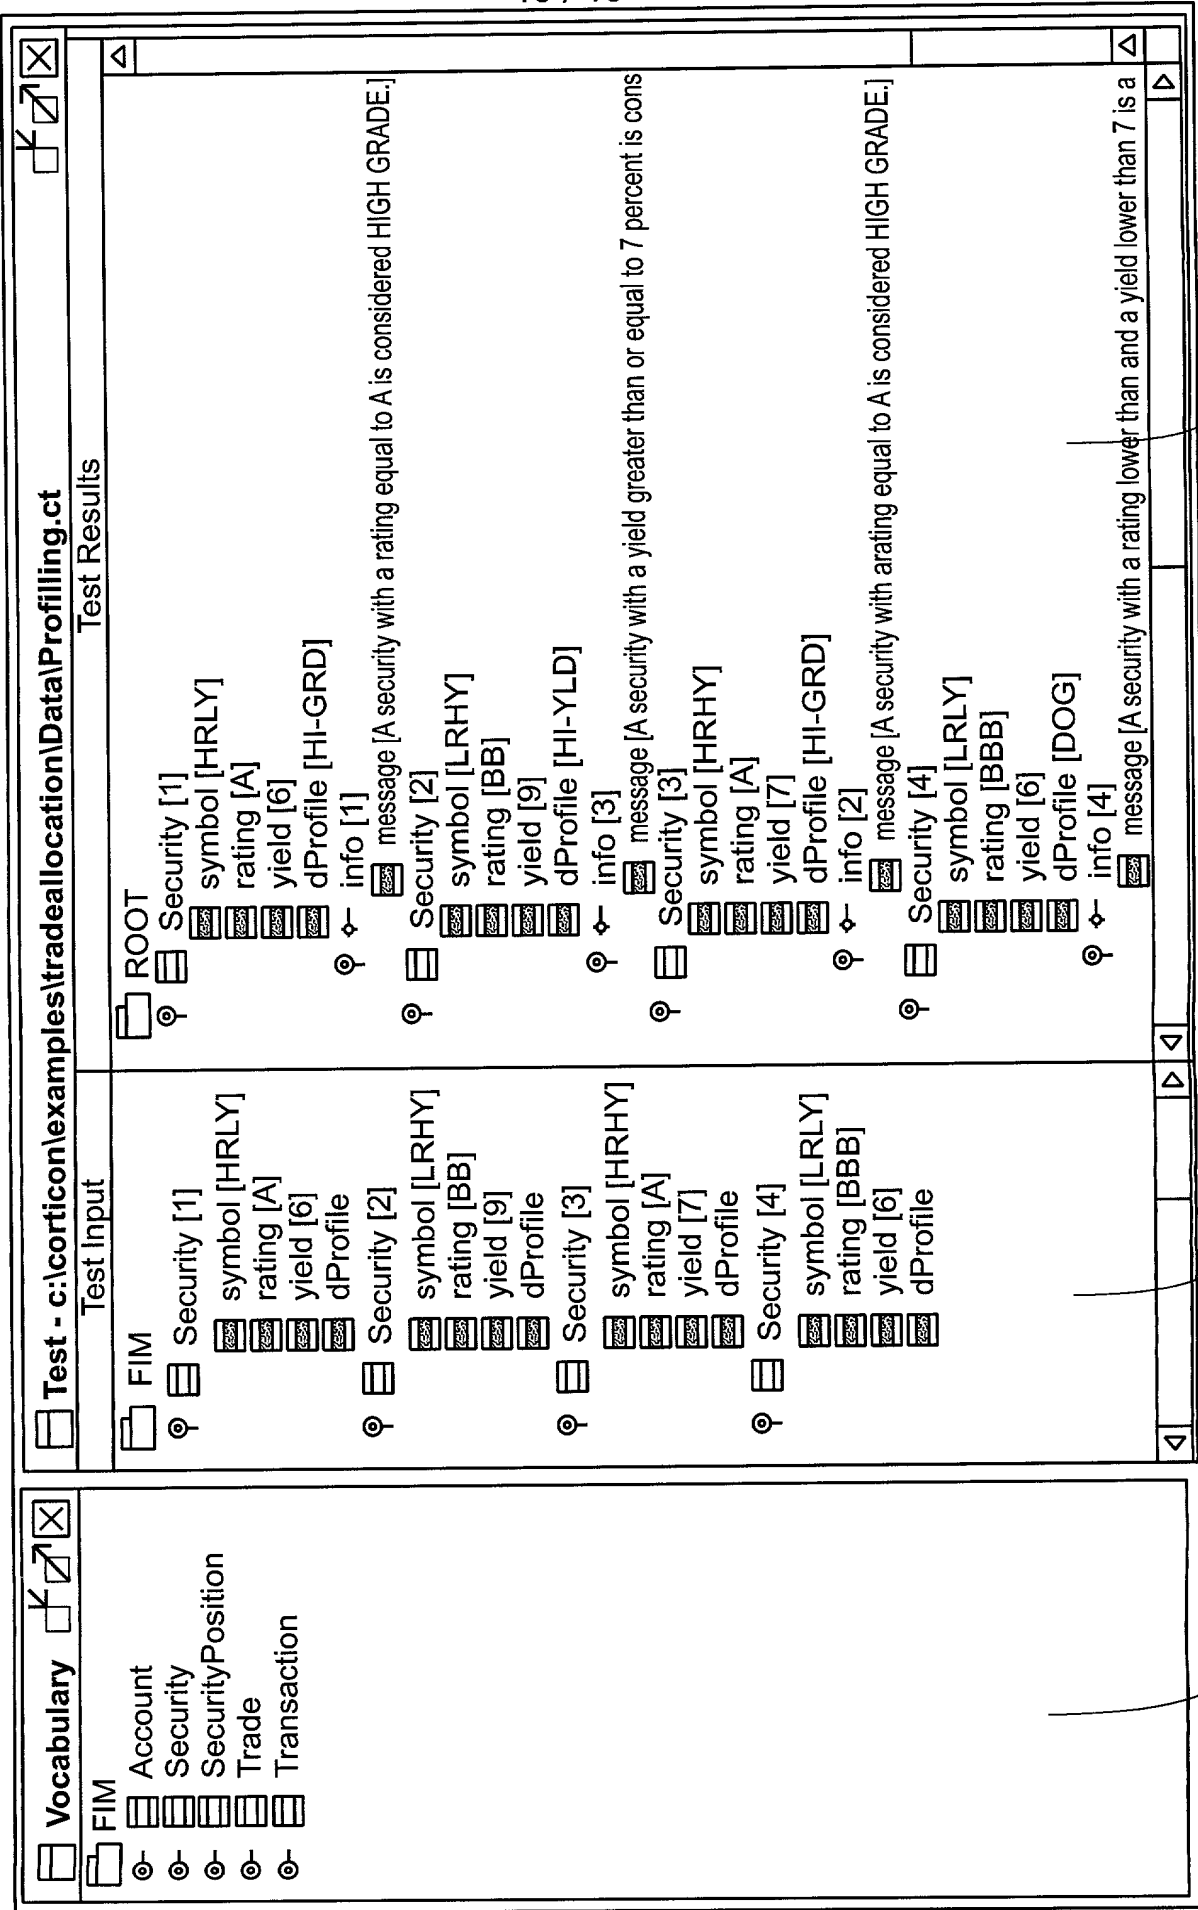 Vocabulary
FIM
Account
Security
SecurityPosition
Trade
Transaction
Test - c:\corticon\examples\tradeallocation\Data\Profilling.ct
Test Input
FIM
Security [1]
symbol [HRLY]
rating [A]
yield [6]
dProfile
Security [2]
symbol [LRHY]
rating [BB]
yield [9]
dProfile
Security [3]
symbol [HRHY]
rating [A]
yield [7]
dProfile
Security [4]
symbol [LRLY]
rating [BBB]
yield [6]
dProfile
Test Results
ROOT
Security [1]
symbol [HRLY]
rating [A]
yield [6]
dProfile [HI-GRD]
info [1]
message [A security with a rating equal to A is considered HIGH GRADE.]
Security [2]
symbol [LRHY]
rating [BB]
yield [9]
dProfile [HI-YLD]
info [3]
message [A security with a yield greater than or equal to 7 percent is cons
Security [3]
symbol [HRHY]
rating [A]
yield [7]
dProfile [HI-GRD]
info [2]
message [A security with arating equal to A is considered HIGH GRADE.]
Security [4]
symbol [LRLY]
rating [BBB]
yield [6]
dProfile [DOG]
info [4]
message [A security with a rating lower than and a yield lower than 7 is a